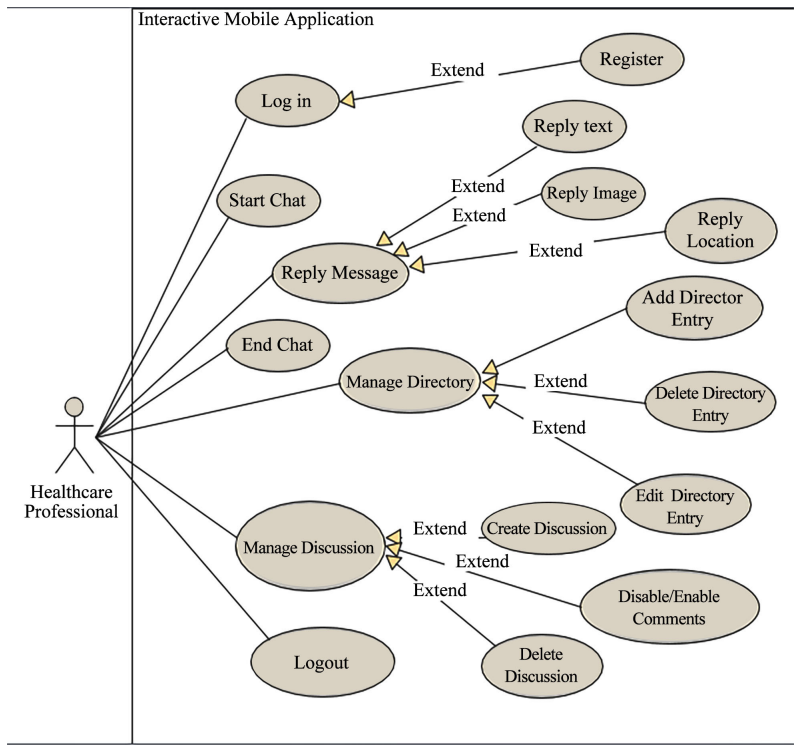 Interactive Mobile Application
Register
Extend
Log in
Reply text
Extend
Reply Image
Start Chat
Extend
Reply
Location
Extend
Reply Message
Add Director
Entry
End Chat
Manage Directory
Extend
Delete Directory
Entry
Extend
Healthcare
Professional
Edit Directory
Entry
Extend
Create Discussion
Manage Discussion
Extend
Extend
Disable/Enable
Comments
Logout
Delete
Discussion